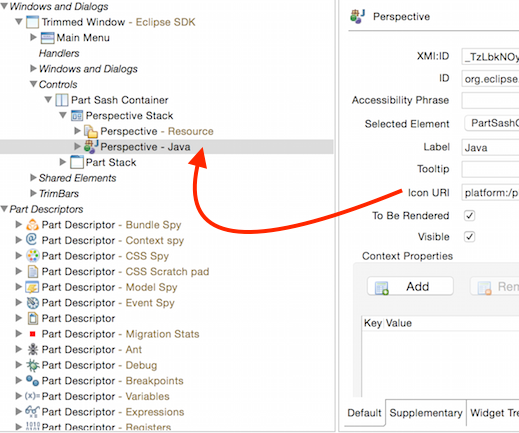 Windows and Dialogs
Trimmed Window - Eclipse SDK
Main Menu
Handlers
Windows and Dialogs
Controls
Part Sash Container
Perspective Stack
Perspective - Resource
Perspective - Java
Part Stack
Shared Elements
TrimBars
Part Descriptors
Part Descriptor - Bundle Spy
Part Descriptor - Context spy
Part Descriptor - CSS Spy
Part Descriptor - CSS Scratch pad
Part Descriptor - Model Spy
Part Descriptor - Event Spy
Part Descriptor
Part Descriptor - Migration Stats
Part Descriptor - Ant
Part Descriptor - Debug
Part Descriptor - Breakpoints
(x)= Part Descriptor - Variables
Part Descriptor - Expressions
Part Descriptor - Registers
Perspective
XMI:ID _TzLbkNOy
ID org.eclipse.
Accessibility Phrase
Selected Element PartSashC
Label Java
Tooltip
Icon URI platform:/p
To Be Rendered
Visible
Context Properties
Add Ren
Key Value
Default Supplementary Widget Tre